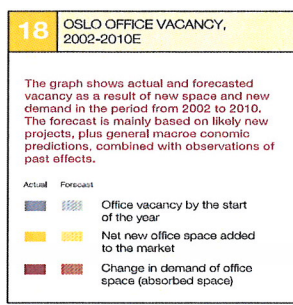 18 OSLO OFFICE VACANCY,
2002-2010E
The graph shows actual and forecasted
vacancy as a result of new space and new
demand in the period from 2002 to 2010.
The forecast is mainly based on likely new
projects, plus general macroe conomic
predictions, combined with observations of
past effects.
Actual Forecast
Office vacancy by the start
of the year
Net new office space added
to the market
Change in demand of office
space (absorbed space)